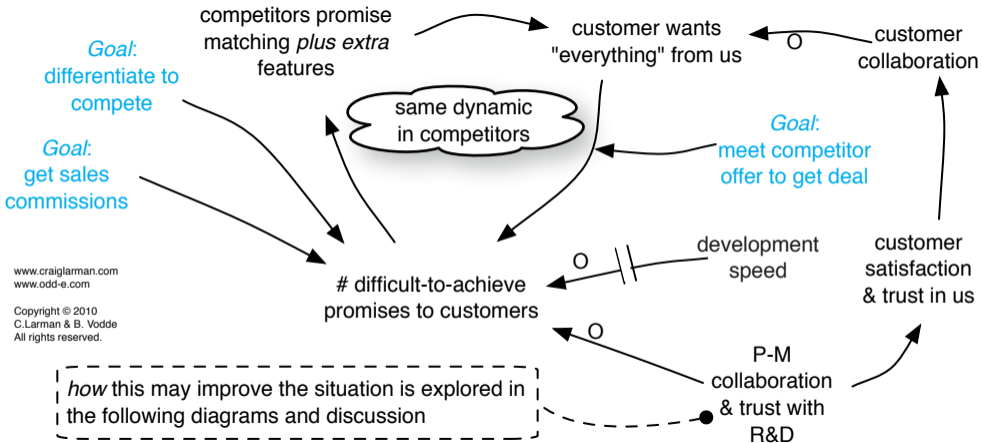 competitors promise
matching plus extra
features
customer wants
"everything" from us
O
customer
collaboration
Goal:
differentiate to
compete
same dynamic
in competitors
Goal:
meet competitor
offer to get deal
Goal:
get sales
commissions
development
speed
customer
satisfaction
& trust in us
O
# difficult-to-achieve
promises to customers
www.craiglarman.com
www.odd-e.com
Copyright © 2010
C.Larman & B. Vodde
All rights reserved.
O
P-M
collaboration
& trust with
R&D
how this may improve the situation is explored in
the following diagrams and discussion